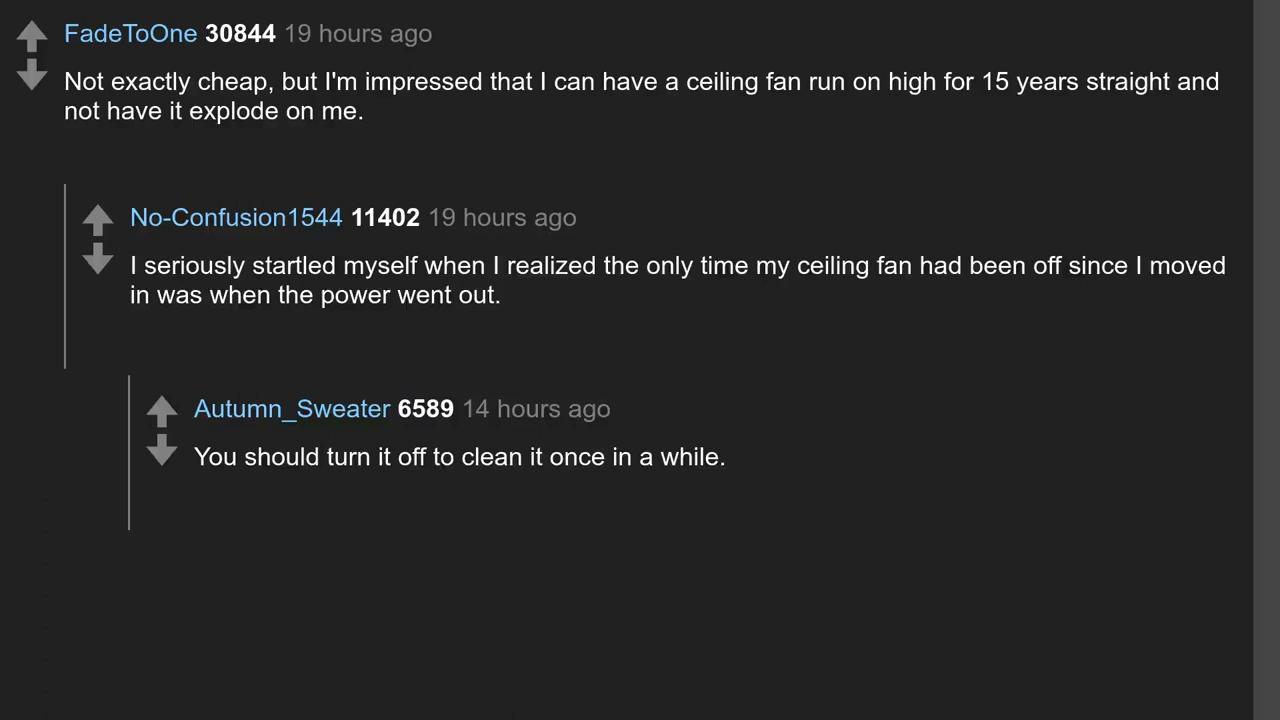 FadeToOne 30844 19 hours ago
Not exactly cheap, but I'm impressed that I can have a ceiling fan run on high for 15 years straight and
not have it explode on me.
No-Confusion1544 11402 19 hours ago
I seriously startled myself when I realized the only time my ceiling fan had been off since I moved
in was when the power went out.
Autumn_Sweater 6589 14 hours ago
You should turn it off to clean it once in a while.